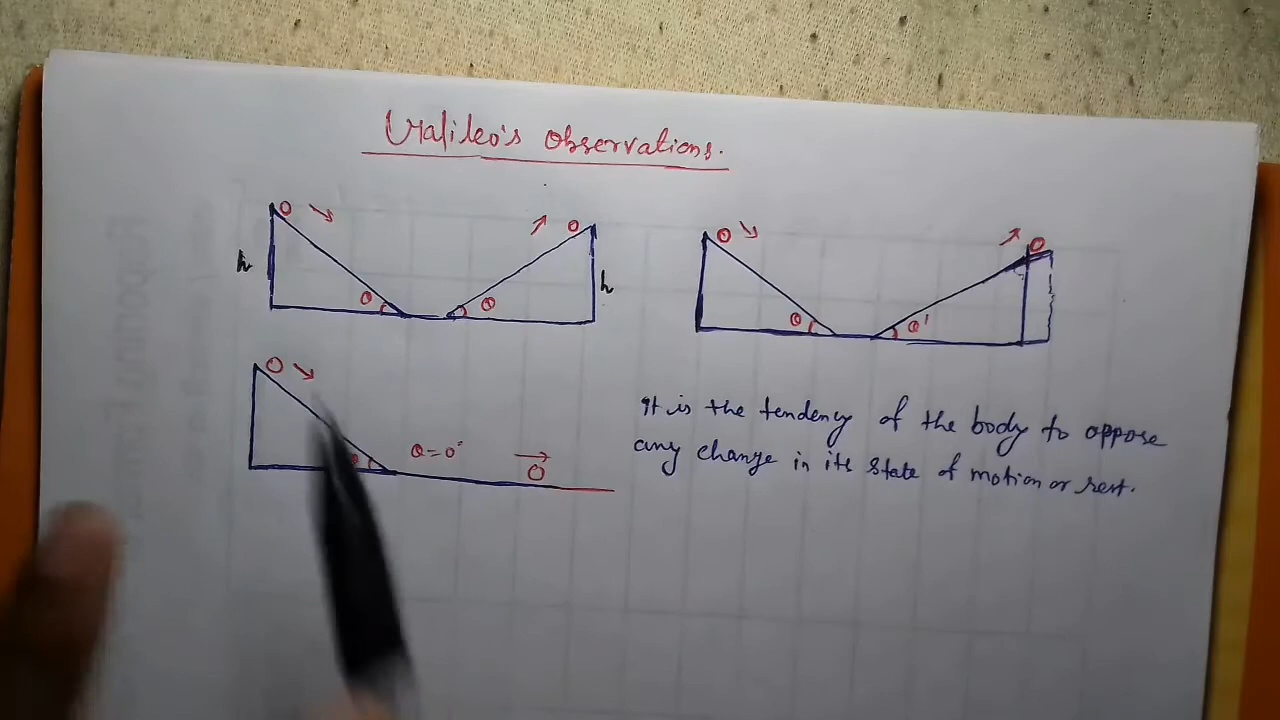 Galileo's Observations.
h θ θ h
θ θ'
θ=0°
It is the tendency of the body to oppose
any change in its state of motion or rest.